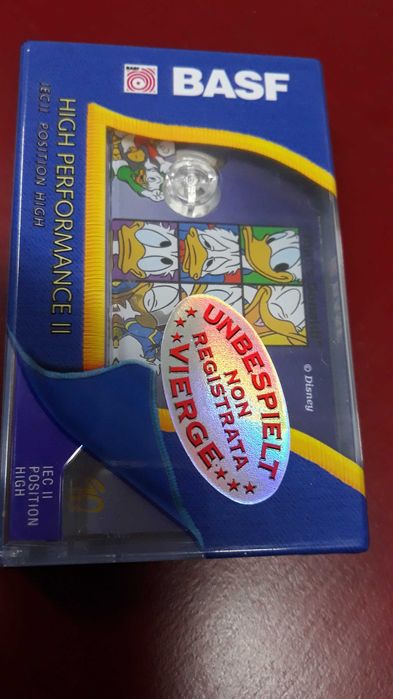 BASF
BASF
HIGH PERFORMANCE II
IEC II POSITION HIGH
© Disney
UNBESPIELT
NON
REGISTRATA
VIERGE
IEC II
POSITION
HIGH